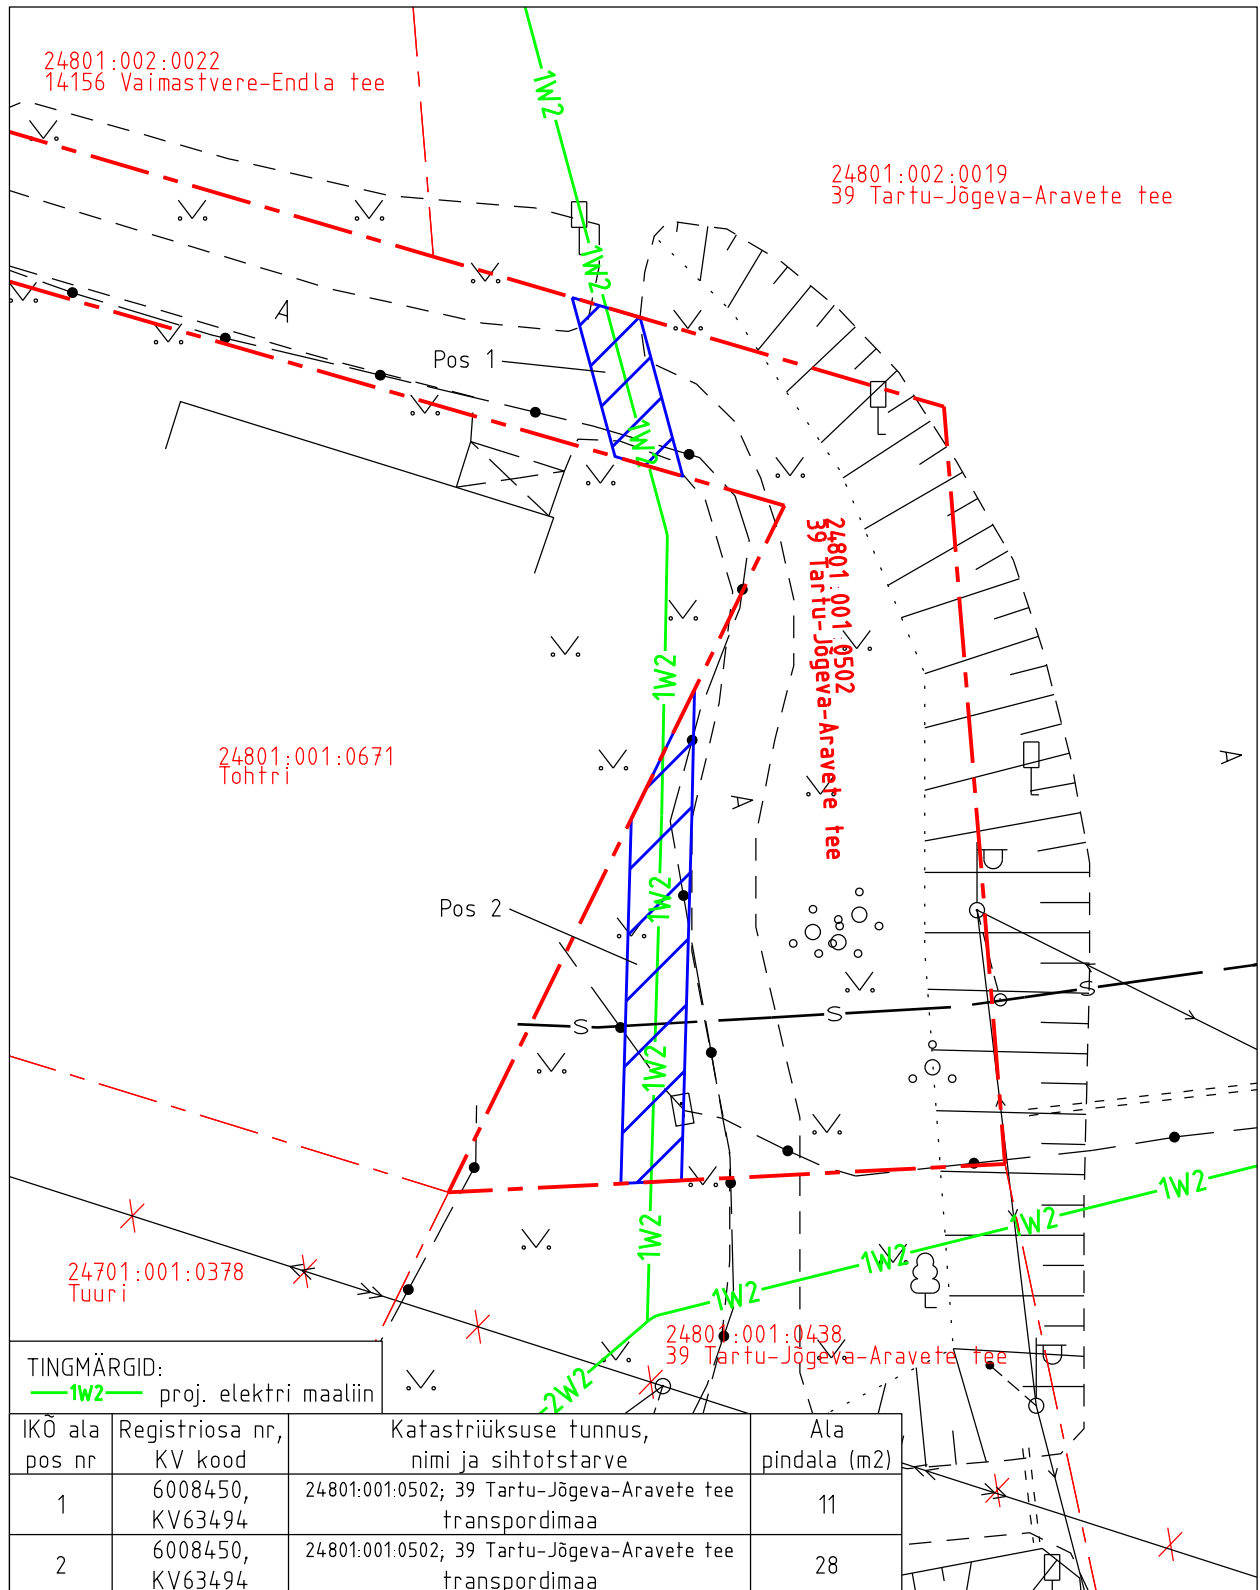 24801:002:0022
14156 Vaimastvere-Endla tee
1W2
24801:002:0019
39 Tartu-Jõgeva-Aravete tee
1W2
A
Pos 1
1W2
24801:001:0502
39 Tartu-Jõgeva-Aravete tee
1W2
24801:001:0671
Tohtri
A
A
Pos 2
1W2
S
S
S
1W2
1W2
1W2
1W2
1W2
1W2
24701:001:0378
Tuuri
24801:001:0438
39 Tartu-Jõgeva-Aravete tee
2W2
TINGMÄRGID:
1W2 proj. elektri maaliin
IKÕ ala pos nr
Registriosa nr, KV kood
Katastriüksuse tunnus, nimi ja sihtotstarve
Ala pindala (m2)
1
6008450, KV63494
24801:001:0502; 39 Tartu-Jõgeva-Aravete tee
transpordimaa
11
2
6008450, KV63494
24801:001:0502; 39 Tartu-Jõgeva-Aravete tee
transpordimaa
28